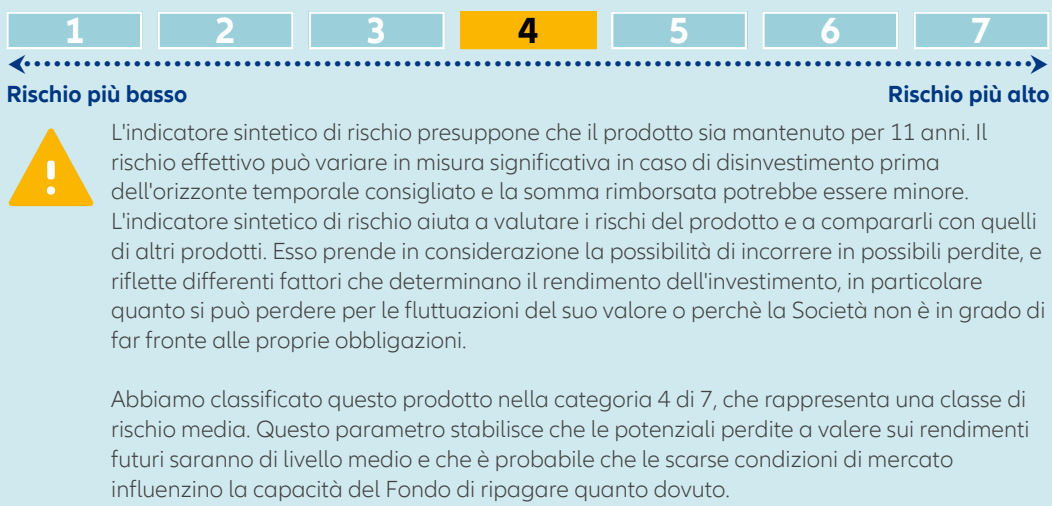 1 2 3 4 5 6 7
Rischio più basso Rischio più alto
L'indicatore sintetico di rischio presuppone che il prodotto sia mantenuto per 11 anni. Il
rischio effettivo può variare in misura significativa in caso di disinvestimento prima
dell'orizzonte temporale consigliato e la somma rimborsata potrebbe essere minore.
L'indicatore sintetico di rischio aiuta a valutare i rischi del prodotto e a compararli con quelli
di altri prodotti. Esso prende in considerazione la possibilità di incorrere in possibili perdite, e
riflette differenti fattori che determinano il rendimento dell'investimento, in particolare
quanto si può perdere per le fluttuazioni del suo valore o perchè la Società non è in grado di
far fronte alle proprie obbligazioni.
Abbiamo classificato questo prodotto nella categoria 4 di 7, che rappresenta una classe di
rischio media. Questo parametro stabilisce che le potenziali perdite a valere sui rendimenti
futuri saranno di livello medio e che è probabile che le scarse condizioni di mercato
influenzino la capacità del Fondo di ripagare quanto dovuto.